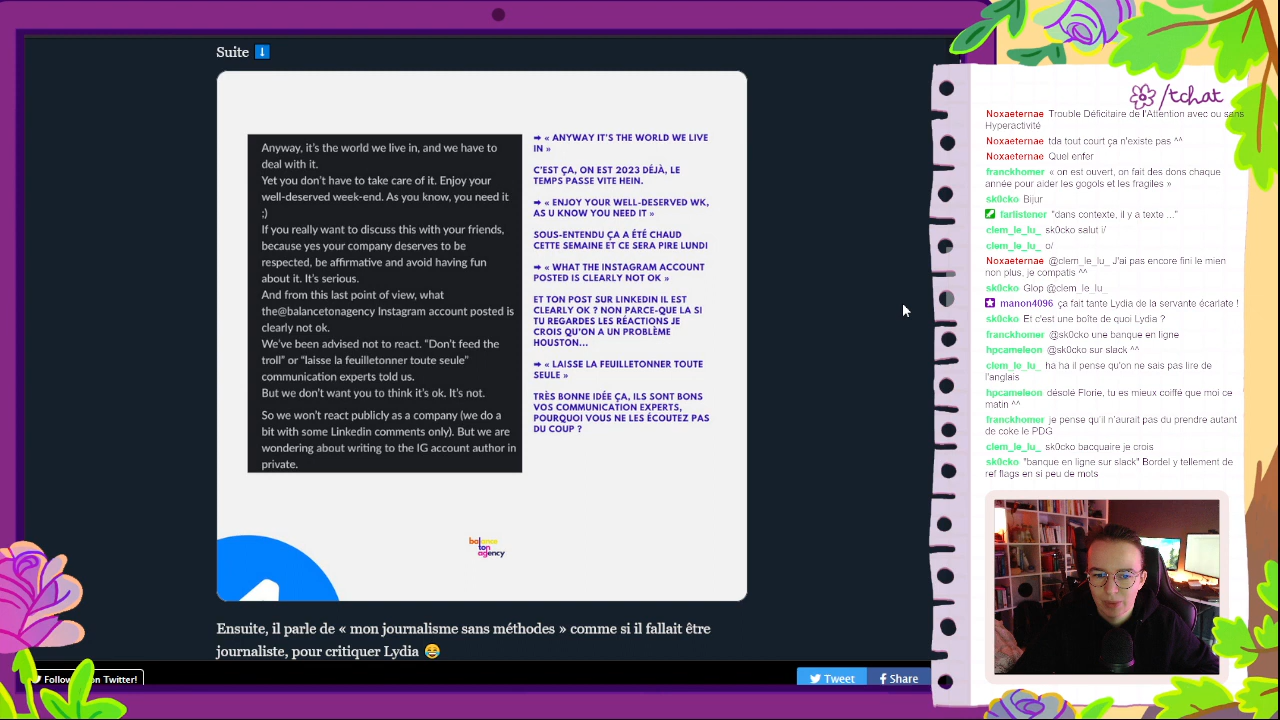 Suite ⬇
Anyway, it's the world we live in, and we have to
deal with it.
Yet you don't have to take care of it. Enjoy your
well-deserved week-end. As you know, you need it
;)
If you really want to discuss this with your friends,
because yes your company deserves to be
respected, be affirmative and avoid having fun
about it. It's serious.
And from this last point of view, what
the@balancetonagency Instagram account posted is
clearly not ok.
We've been advised not to react. “Don't feed the
troll” or “laisse la feuilletonner toute seule”
communication experts told us.
But we don't want you to think it's ok. It's not.
So we won't react publicly as a company (we do a
bit with some Linkedin comments only). But we are
wondering about writing to the IG account author in
private.
➡ « ANYWAY IT'S THE WORLD WE LIVE
IN »
C'EST ÇA, ON EST 2023 DÉJÀ, LE
TEMPS PASSE VITE HEIN.
➡ « ENJOY YOUR WELL-DESERVED WK,
AS U KNOW YOU NEED IT »
SOUS-ENTENDU ÇA A ÉTÉ CHAUD
CETTE SEMAINE ET CE SERA PIRE LUNDI
➡ « WHAT THE INSTAGRAM ACCOUNT
POSTED IS CLEARLY NOT OK »
ET TON POST SUR LINKEDIN IL EST
CLEARLY OK ? NON PARCE-QUE LA SI
TU REGARDES LES RÉACTIONS JE
CROIS QU'ON A UN PROBLÈME
HOUSTON...
➡ « LAISSE LA FEUILLETONNER TOUTE
SEULE »
TRÈS BONNE IDÉE ÇA, ILS SONT BONS
VOS COMMUNICATION EXPERTS,
POURQUOI VOUS NE LES ÉCOUTEZ PAS
DU COUP ?
balance
ton
agency
Ensuite, il parle de « mon journalisme sans méthodes » comme si il fallait être
journaliste, pour critiquer Lydia 😂
Follow on Twitter!
Tweet
Share
/tchat
Noxaeternae Trouble Déficitaire de l'Attention avec ou sans
Hyperactivité
Noxaeternae tda tout court ça n'existe pas ^^
Noxaeternae Quel enfer
franckhomer « on est ouvert, on fait des dons chaque
année pour aider les gogols et les fragiles »
sk0cko Bijur
farlistener "dans contexte, il y a texte ..."
clem_le_lu_ sk0cko salut i/
clem_le_lu_ o/
Noxaeternae @clem_le_lu_ J'ai pas encore fini le mien
non plus, je compatis ^^
sk0cko Glop @clem_le_lu_
manon4096 ça fait tante Lydia de la servante écarlate !
sk0cko Et c'est une boîte de quoi Lydia ?
franckhomer @sk0cko une banque en ligne
hpcameleon @sk0cko sur slack ^^
clem_le_lu_ ha ha il pense qu'on ne sais pas lire de
l'anglais
hpcameleon désolé Florie, tu es mieux coiffé que moi ce
matin ^^
franckhomer je pense qu'il n'aurait pas du prendre autant
de coke le PDG
clem_le_lu_ sk0cko bacquaire je crois
sk0cko "banque en ligne sur slack" Bordel y tellement de
ref flags en si peu de mots